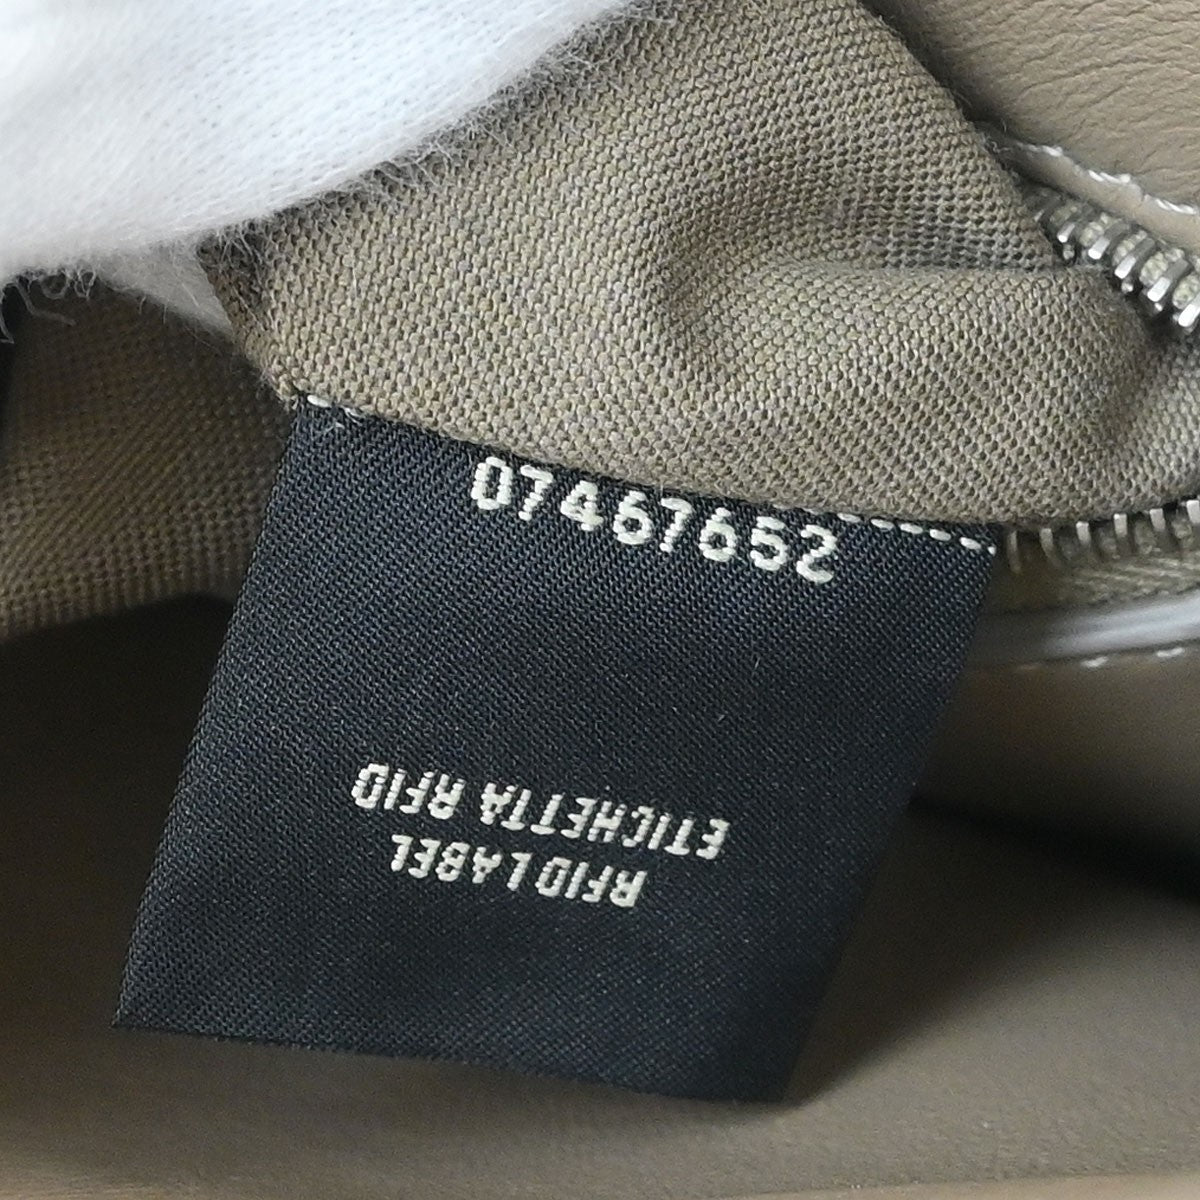 07467652
RFID LABEL
ETICHETTA RFID